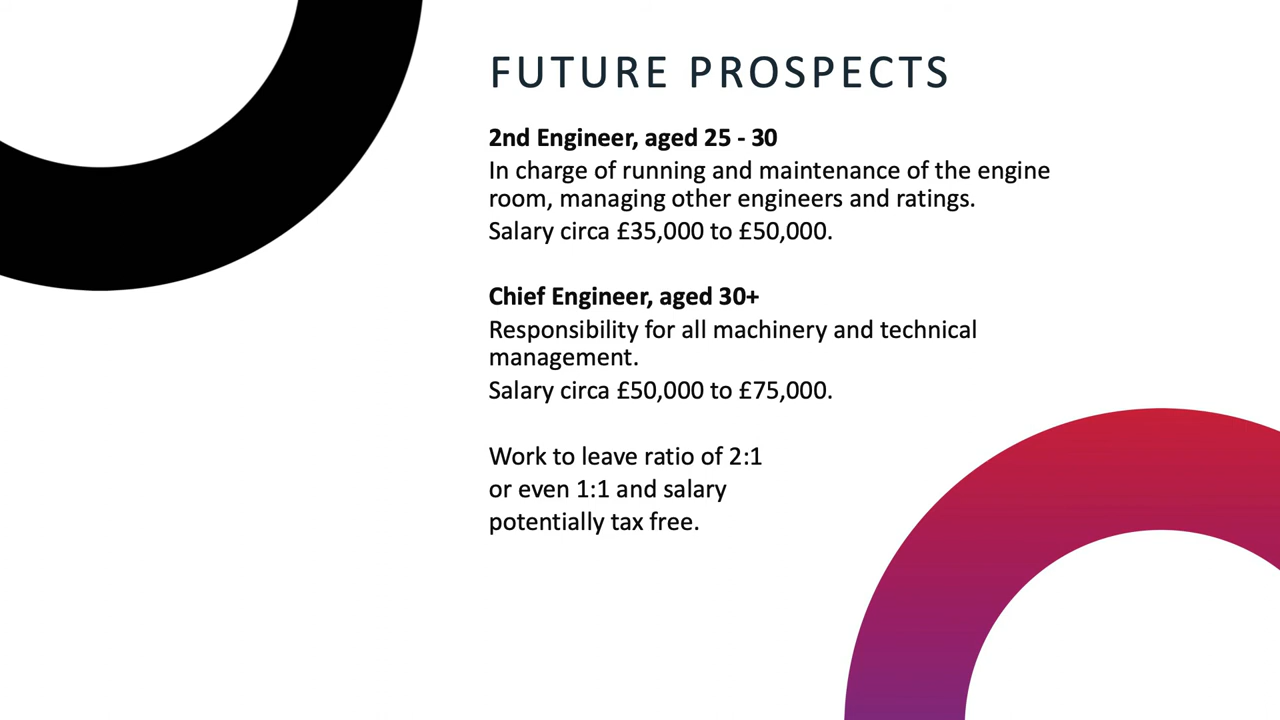 FUTURE PROSPECTS
2nd Engineer, aged 25 - 30
In charge of running and maintenance of the engine
room, managing other engineers and ratings.
Salary circa £35,000 to £50,000.
Chief Engineer, aged 30+
Responsibility for all machinery and technical
management.
Salary circa £50,000 to £75,000.
Work to leave ratio of 2:1
or even 1:1 and salary
potentially tax free.